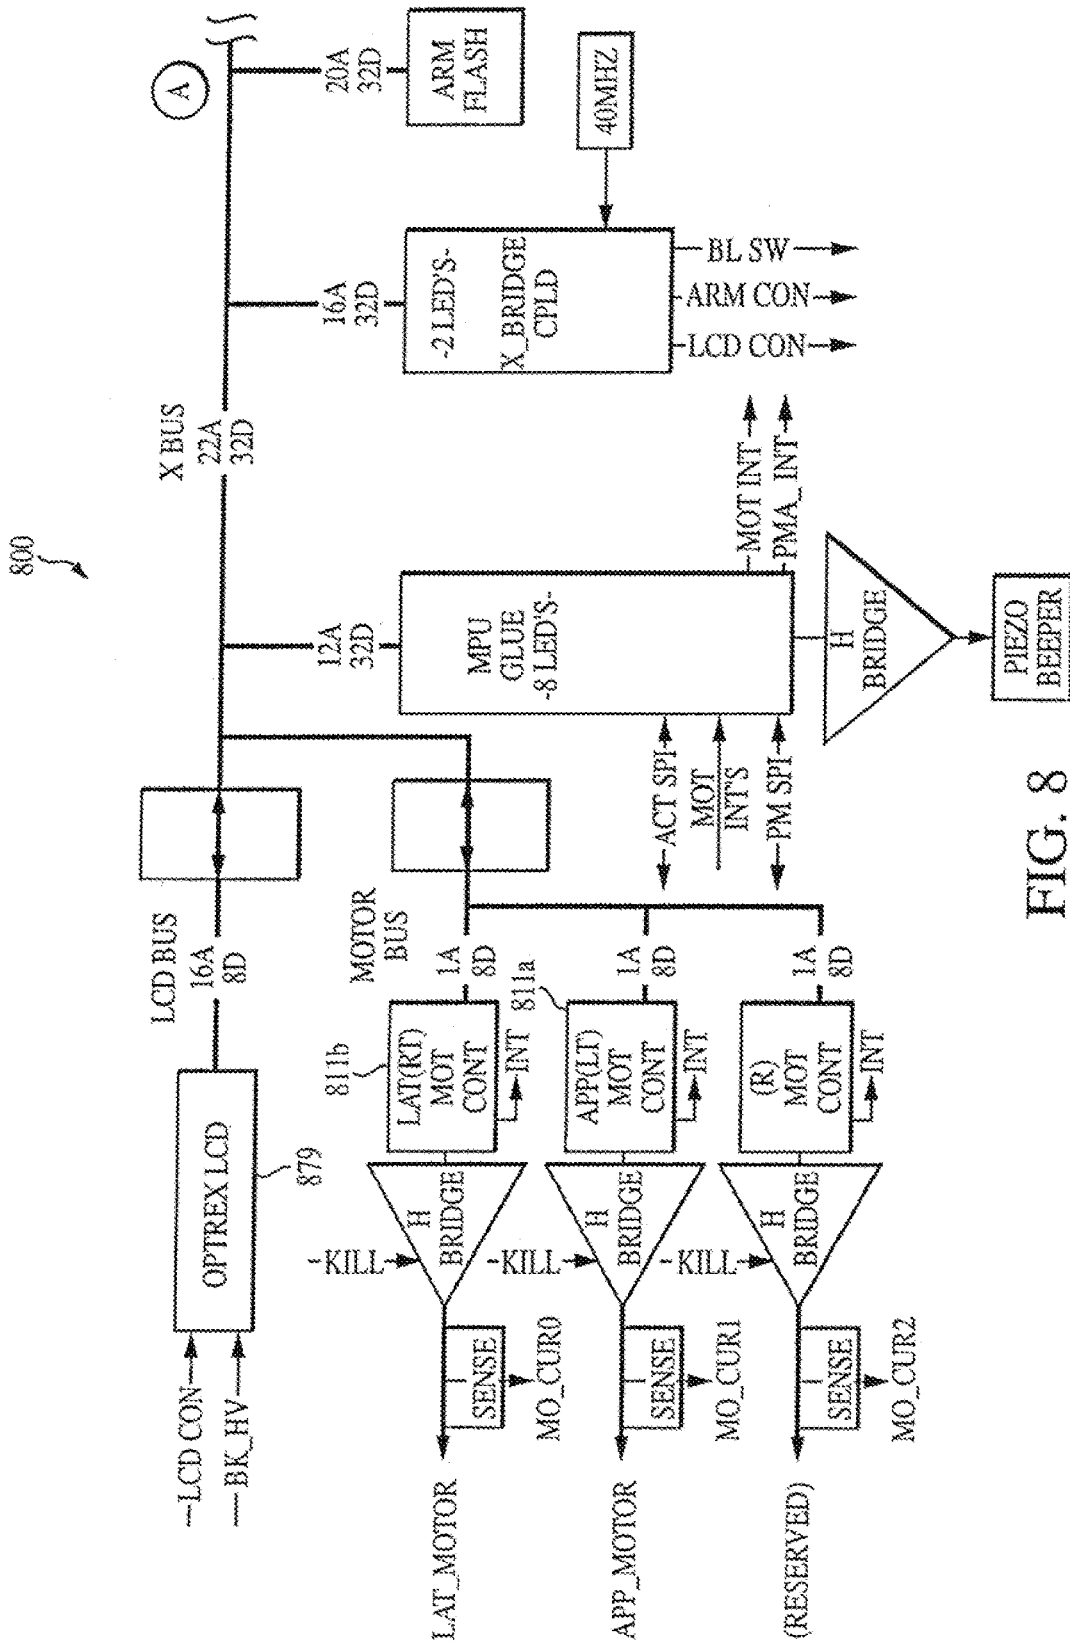 800
A
X BUS
22A
32D
20A
32D
ARM
FLASH
16A
32D
-2 LED'S-
X_BRIDGE
CPLD
40MHZ
LCD CON
ARM CON
BL SW
12A
32D
MPU
GLUE
-8 LED'S-
ACT SPI
MOT
INT'S
PM SPI
MOT INT
PMA_INT
H
BRIDGE
PIEZO
BEEPER
LCD BUS
16A
8D
OPTREX LCD
879
LCD CON
BK_HV
MOTOR
BUS
1A
8D
811b
LAT(RT)
MOT
CONT
INT
H
BRIDGE
-KILL
SENSE
MO_CUR0
LAT_MOTOR
1A
8D
811a
APP(LT)
MOT
CONT
INT
H
BRIDGE
-KILL
SENSE
MO_CUR1
APP_MOTOR
1A
8D
(R)
MOT
CONT
INT
H
BRIDGE
-KILL
SENSE
MO_CUR2
(RESERVED)
FIG. 8